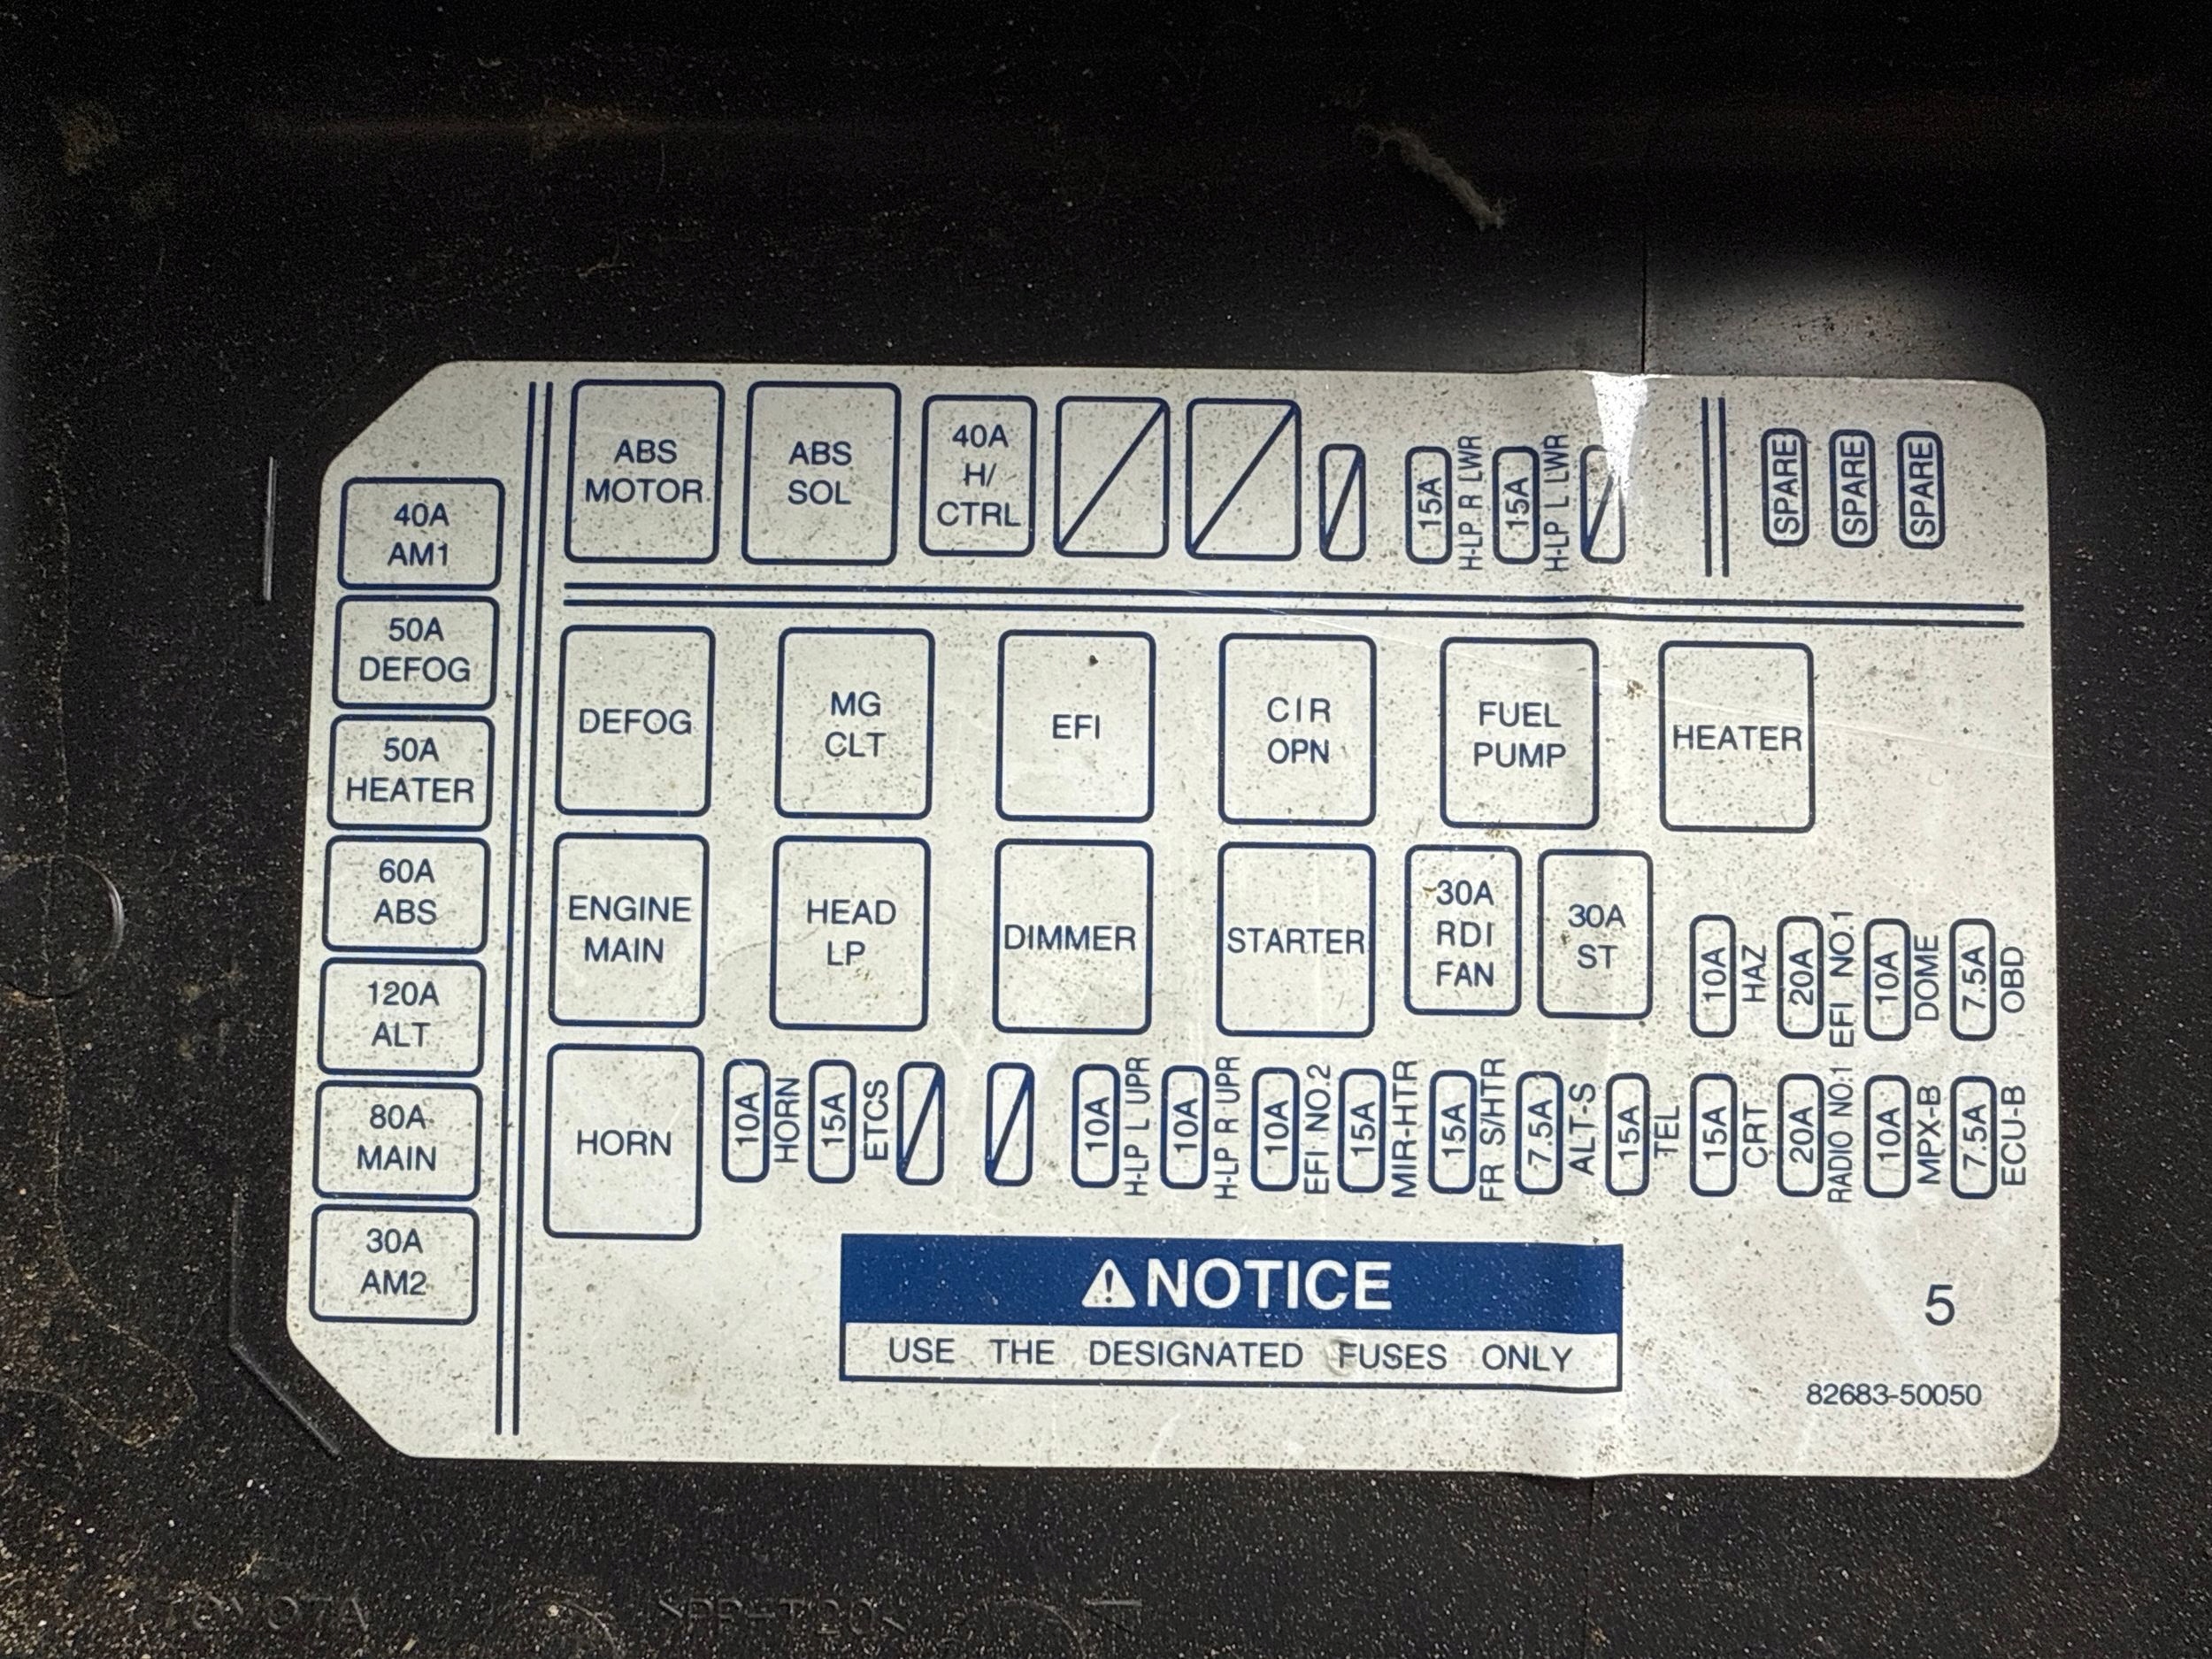 40A
AM1
50A
DEFOG
50A
HEATER
60A
ABS
120A
ALT
80A
MAIN
30A
AM2
ABS
MOTOR
ABS
SOL
40A
H/
CTRL
15A
H-LP R LWR
15A
H-LP L LWR
SPARE
SPARE
SPARE
DEFOG
MG
CLT
EFI
CIR
OPN
FUEL
PUMP
HEATER
ENGINE
MAIN
HEAD
LP
DIMMER
STARTER
30A
RDI
FAN
30A
ST
10A
HAZ
20A
EFI NO.1
10A
DOME
7.5A
OBD
HORN
10A
HORN
15A
ETCS
10A
H-LP L UPR
10A
H-LP R UPR
10A
EFI NO.2
15A
MIR-HTR
15A
FR S/HTR
7.5A
ALT-S
15A
TEL
15A
CRT
20A
RADIO NO.1
10A
MPX-B
7.5A
ECU-B
NOTICE
USE THE DESIGNATED FUSES ONLY
5
82683-50050
TOYOTA